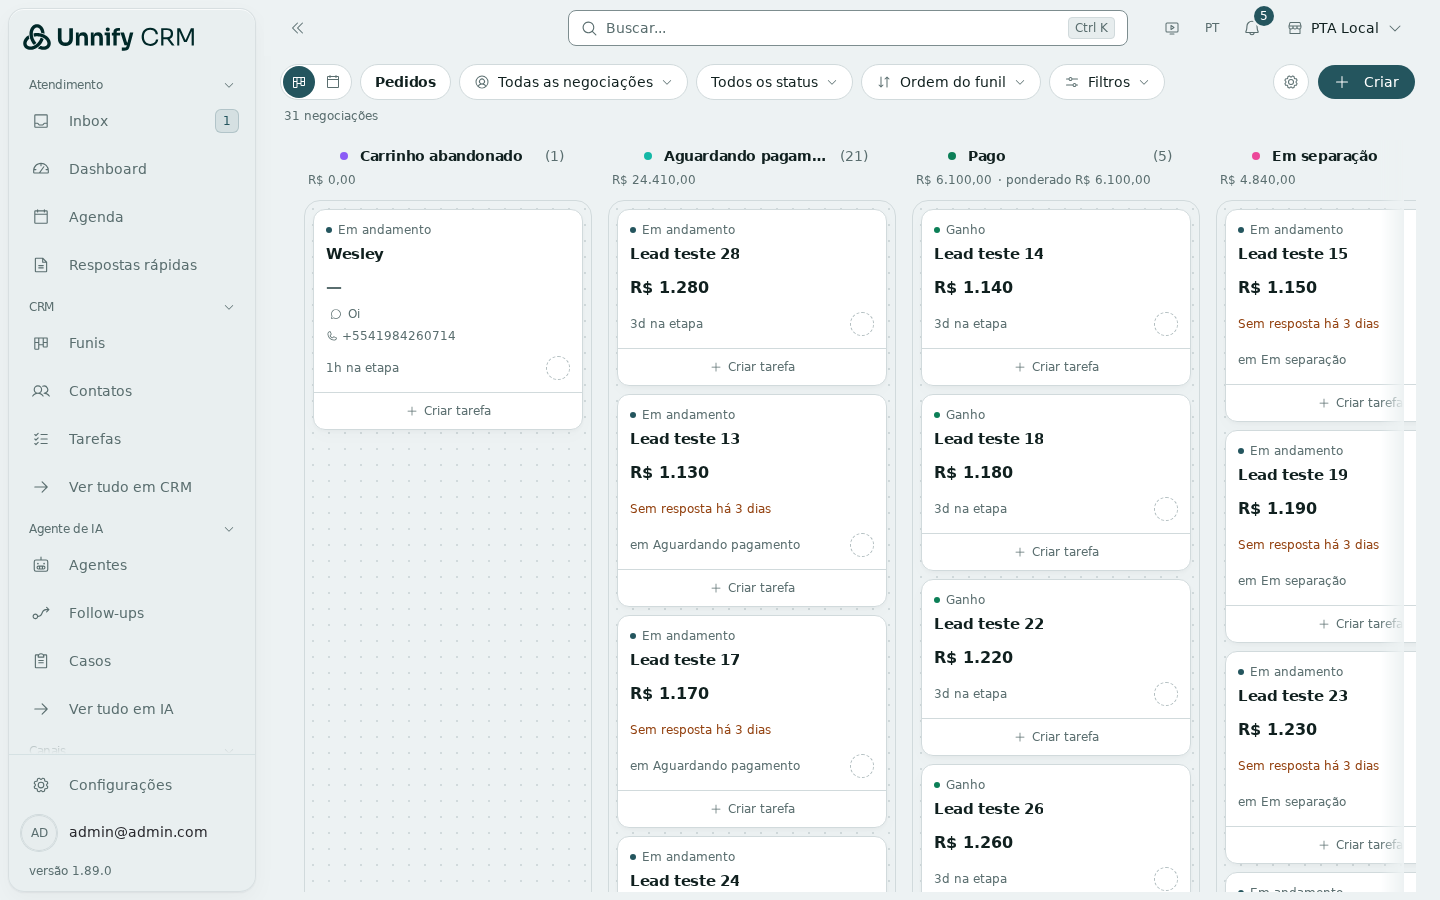 Unnify CRM
Atendimento
Inbox
1
Dashboard
Agenda
Respostas rápidas
CRM
Funis
Contatos
Tarefas
Ver tudo em CRM
Agente de IA
Agentes
Follow-ups
Casos
Ver tudo em IA
Canais
Configurações
AD
admin@admin.com
versão 1.89.0
Buscar...
Ctrl K
PT
5
PTA Local
Pedidos
Todas as negociações
Todos os status
Ordem do funil
Filtros
Criar
31 negociações
Carrinho abandonado
(1)
R$ 0,00
Em andamento
Wesley
—
Oi
+5541984260714
1h na etapa
Criar tarefa
Aguardando pagam...
(21)
R$ 24.410,00
Em andamento
Lead teste 28
R$ 1.280
3d na etapa
Criar tarefa
Em andamento
Lead teste 13
R$ 1.130
Sem resposta há 3 dias
em Aguardando pagamento
Criar tarefa
Em andamento
Lead teste 17
R$ 1.170
Sem resposta há 3 dias
em Aguardando pagamento
Criar tarefa
Em andamento
Lead teste 24
Pago
(5)
R$ 6.100,00 · ponderado R$ 6.100,00
Ganho
Lead teste 14
R$ 1.140
3d na etapa
Criar tarefa
Ganho
Lead teste 18
R$ 1.180
3d na etapa
Criar tarefa
Ganho
Lead teste 22
R$ 1.220
3d na etapa
Criar tarefa
Ganho
Lead teste 26
R$ 1.260
3d na etapa
Em separação
R$ 4.840,00
Em andamento
Lead teste 15
R$ 1.150
Sem resposta há 3 dias
em Em separação
Criar tarefa
Em andamento
Lead teste 19
R$ 1.190
Sem resposta há 3 dias
em Em separação
Criar tarefa
Em andamento
Lead teste 23
R$ 1.230
Sem resposta há 3 dias
em Em separação
Criar tarefa
Em andamento